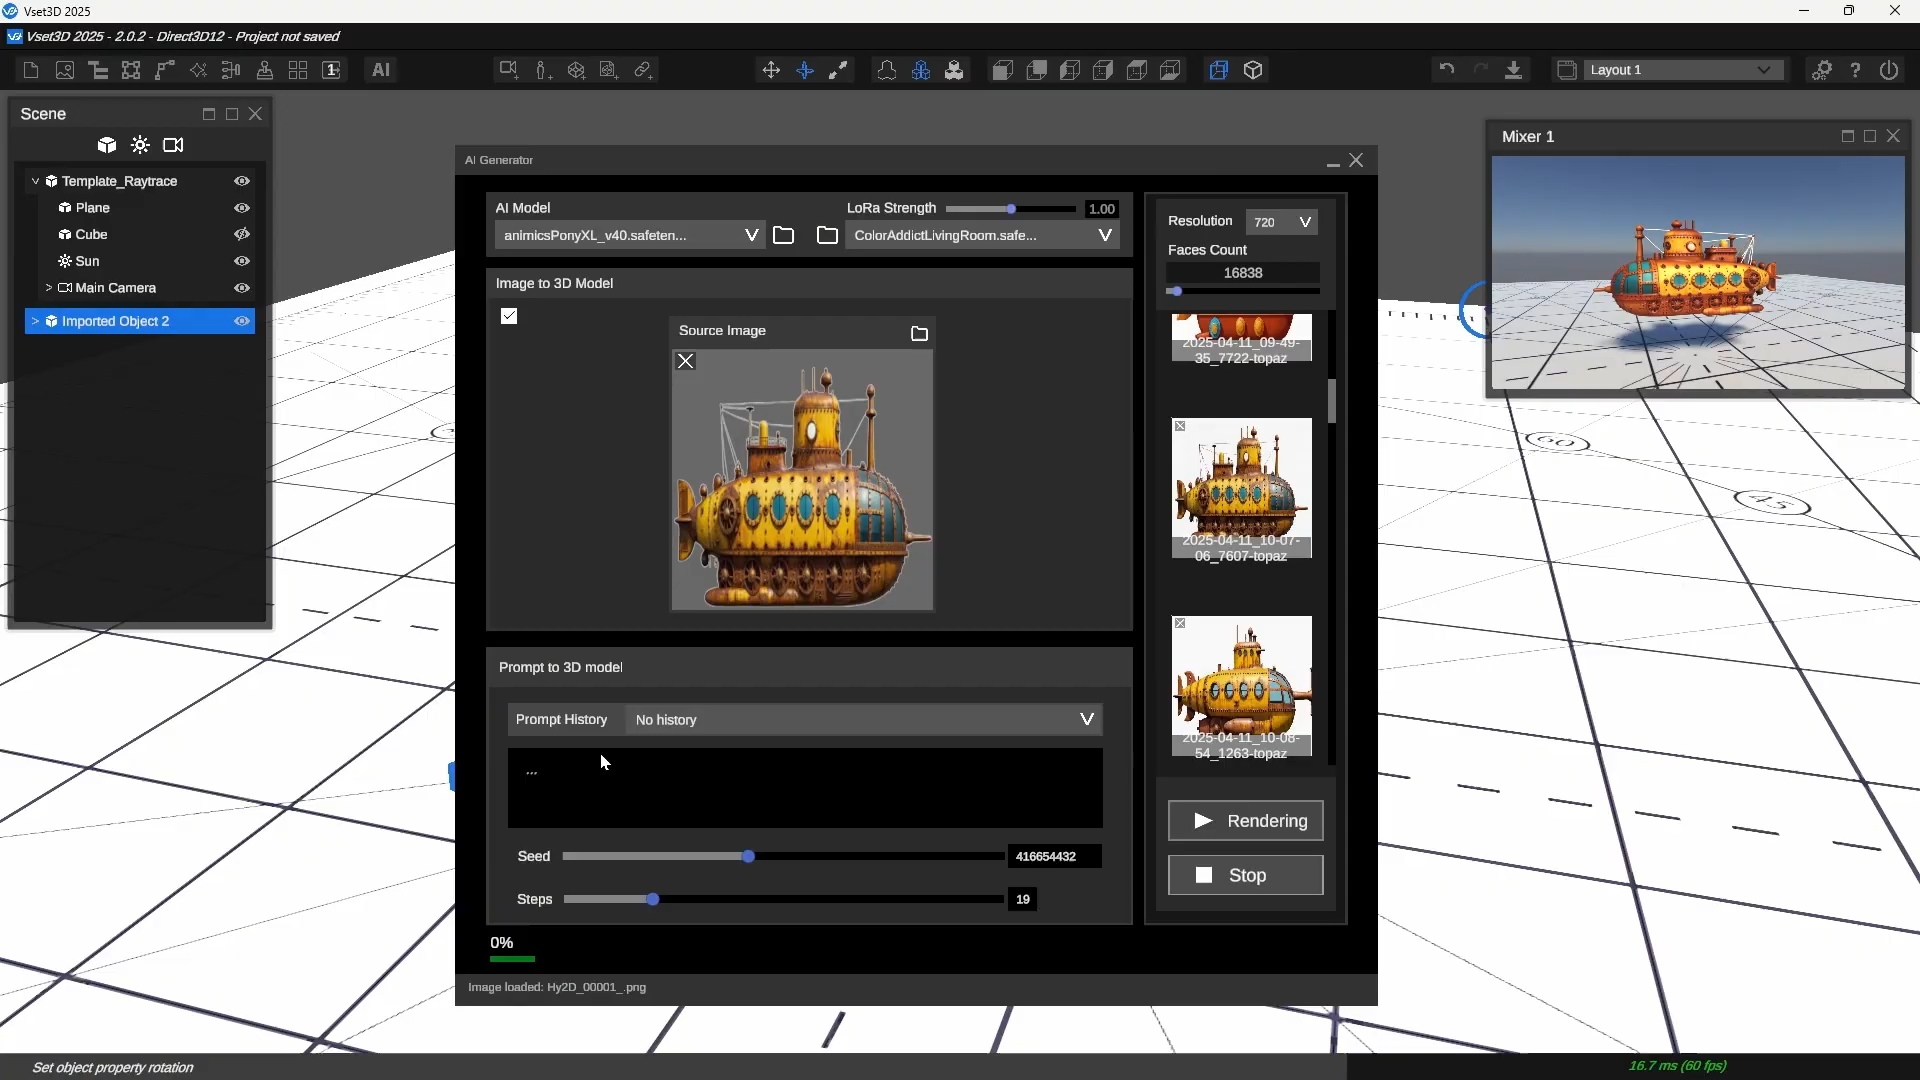 Vset3D 2025
Vset3D 2025 - 2.0.2 - Direct3D12 - Project not saved
AI
1
Layout 1
?
Scene
Template_Raytrace
Plane
Cube
Sun
Main Camera
Imported Object 2
AI Generator
AI Model
LoRa Strength
1.00
animicsPonyXL_v40.safeten...
ColorAddictLivingRoom.safe...
Image to 3D Model
Source Image
Prompt to 3D model
Prompt History
No history
...
Seed
416654432
Steps
19
0%
Image loaded: Hy2D_00001_.png
Resolution
720
Faces Count
16838
2025-04-11_09-49-
35_7722-topaz
2025-04-11_10-07-
06_7607-topaz
2025-04-11_10-08-
54_1263-topaz
Rendering
Stop
Mixer 1
60
45
Set object property rotation
16.7 ms (60 fps)